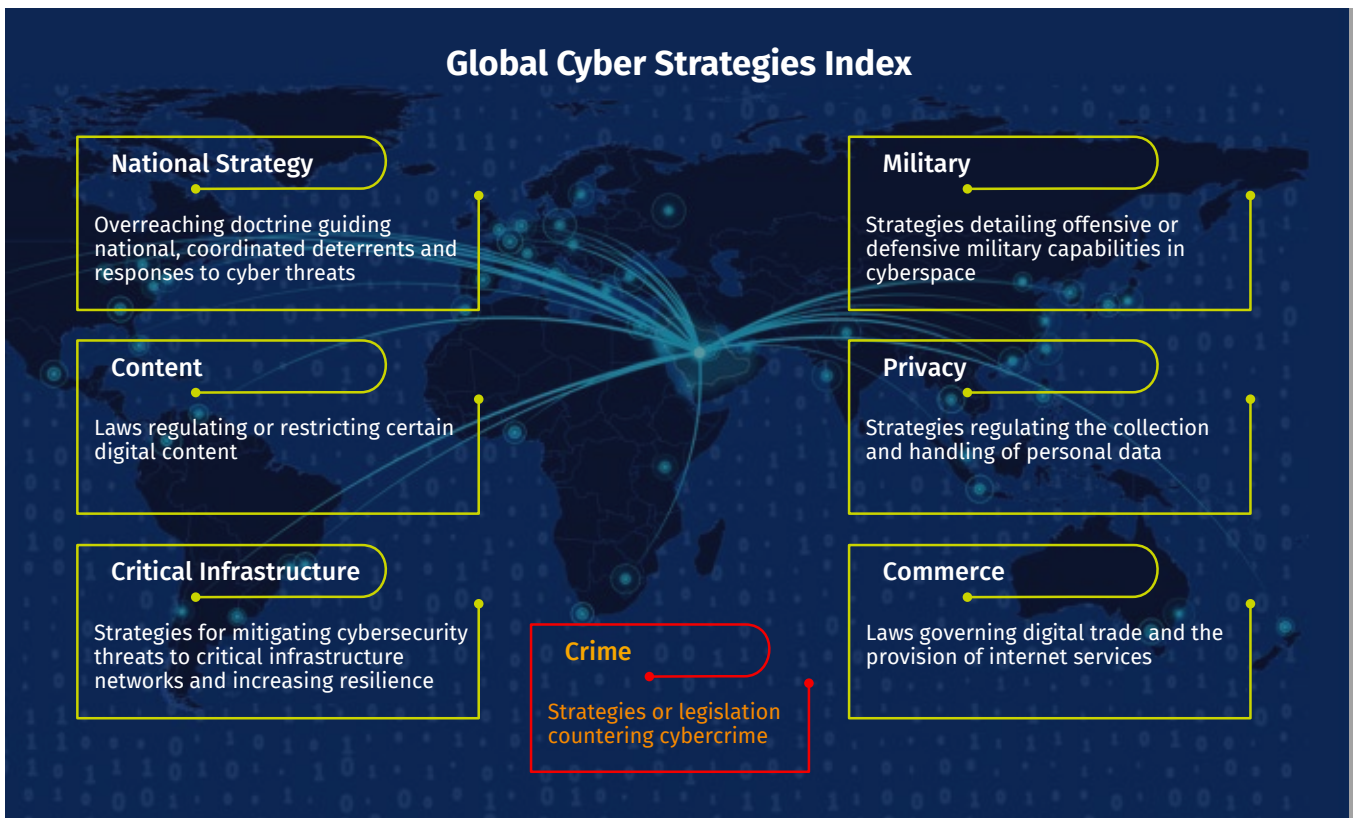 Global Cyber Strategies Index
National Strategy
Overreaching doctrine guiding
national, coordinated deterrents and
responses to cyber threats
Content
Laws regulating or restricting certain
digital content
Critical Infrastructure
Strategies for mitigating cybersecurity
threats to critical infrastructure
networks and increasing resilience
Crime
Strategies or legislation
countering cybercrime
Military
Strategies detailing offensive or
defensive military capabilities in
cyberspace
Privacy
Strategies regulating the collection
and handling of personal data
Commerce
Laws governing digital trade and the
provision of internet services